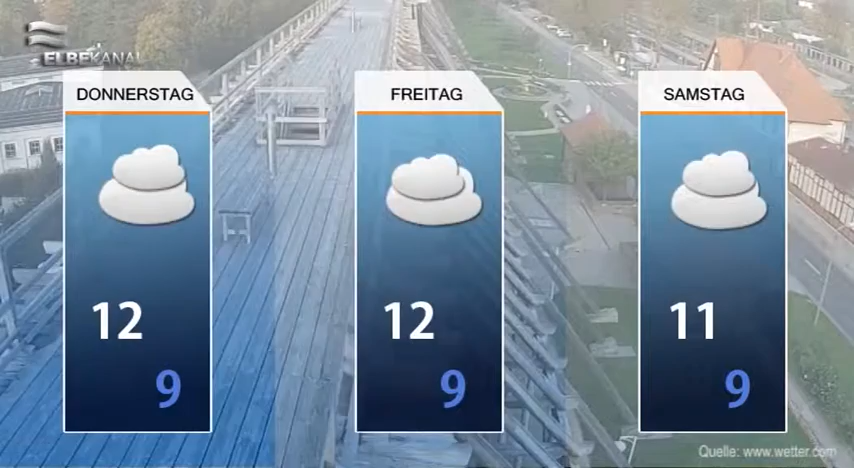 ELBEKANAL
DONNERSTAG
FREITAG
SAMSTAG
12
12
11
9
9
9
Quelle: www.wetter.com